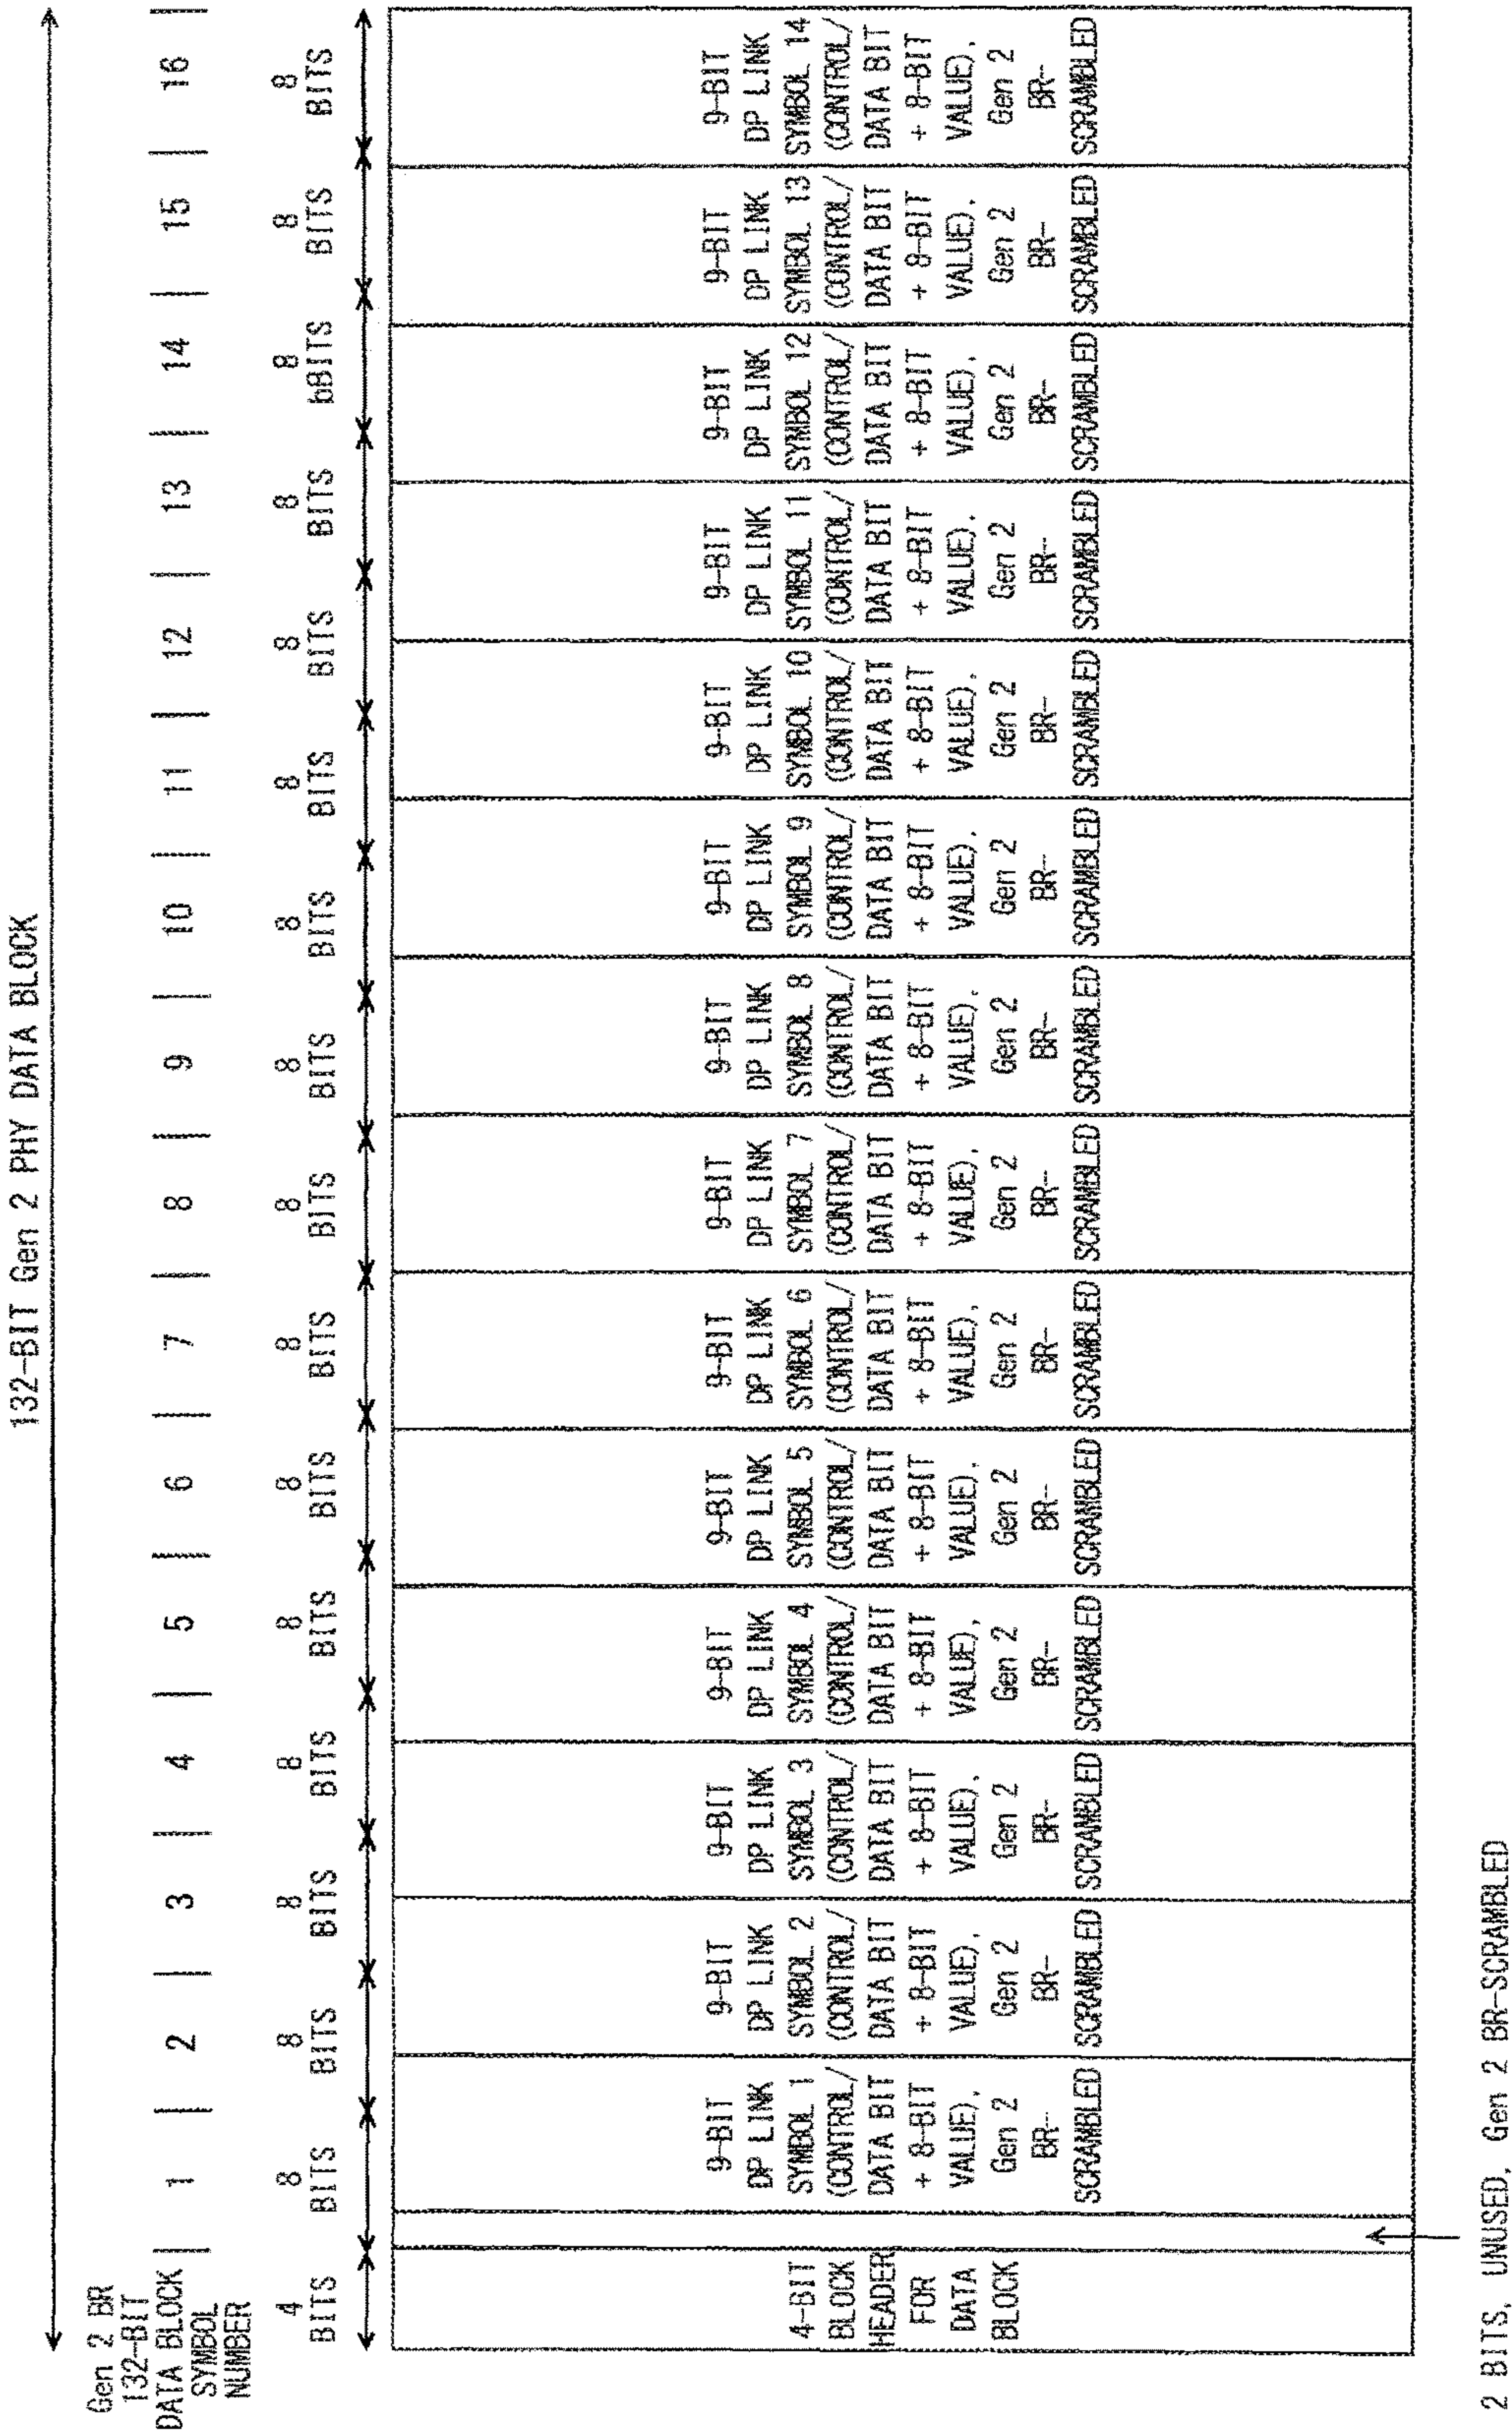 132-BIT Gen 2 PHY DATA BLOCK
Gen 2 BR
132-BIT
DATA BLOCK
SYMBOL
NUMBER
1
2
3
4
5
6
7
8
9
10
11
12
13
14
15
16
4
BITS
8
BITS
8
BITS
8
BITS
8
BITS
8
BITS
8
BITS
8
BITS
8
BITS
8
BITS
8
BITS
8
BITS
8
BITS
8
BITS
8
bBITS
8
BITS
8
BITS
4-BIT
BLOCK
HEADER
FOR
DATA
BLOCK
9-BIT
DP LINK
SYMBOL 1
(CONTROL/
DATA BIT
+ 8-BIT
VALUE),
Gen 2
BR-
SCRAMBLED
9-BIT
DP LINK
SYMBOL 2
(CONTROL/
DATA BIT
+ 8-BIT
VALUE),
Gen 2
BR-
SCRAMBLED
9-BIT
DP LINK
SYMBOL 3
(CONTROL/
DATA BIT
+ 8-BIT
VALUE),
Gen 2
BR-
SCRAMBLED
9-BIT
DP LINK
SYMBOL 4
(CONTROL/
DATA BIT
+ 8-BIT
VALUE),
Gen 2
BR-
SCRAMBLED
9-BIT
DP LINK
SYMBOL 5
(CONTROL/
DATA BIT
+ 8-BIT
VALUE),
Gen 2
BR-
SCRAMBLED
9-BIT
DP LINK
SYMBOL 6
(CONTROL/
DATA BIT
+ 8-BIT
VALUE),
Gen 2
BR-
SCRAMBLED
9-BIT
DP LINK
SYMBOL 7
(CONTROL/
DATA BIT
+ 8-BIT
VALUE),
Gen 2
BR-
SCRAMBLED
9-BIT
DP LINK
SYMBOL 8
(CONTROL/
DATA BIT
+ 8-BIT
VALUE),
Gen 2
BR-
SCRAMBLED
9-BIT
DP LINK
SYMBOL 9
(CONTROL/
DATA BIT
+ 8-BIT
VALUE),
Gen 2
BR-
SCRAMBLED
9-BIT
DP LINK
SYMBOL 10
(CONTROL/
DATA BIT
+ 8-BIT
VALUE),
Gen 2
BR-
SCRAMBLED
9-BIT
DP LINK
SYMBOL 11
(CONTROL/
DATA BIT
+ 8-BIT
VALUE),
Gen 2
BR-
SCRAMBLED
9-BIT
DP LINK
SYMBOL 12
(CONTROL/
DATA BIT
+ 8-BIT
VALUE),
Gen 2
BR-
SCRAMBLED
9-BIT
DP LINK
SYMBOL 13
(CONTROL/
DATA BIT
+ 8-BIT
VALUE),
Gen 2
BR-
SCRAMBLED
9-BIT
DP LINK
SYMBOL 14
(CONTROL/
DATA BIT
+ 8-BIT
VALUE),
Gen 2
BR-
SCRAMBLED
2 BITS, UNUSED, Gen 2 BR-SCRAMBLED